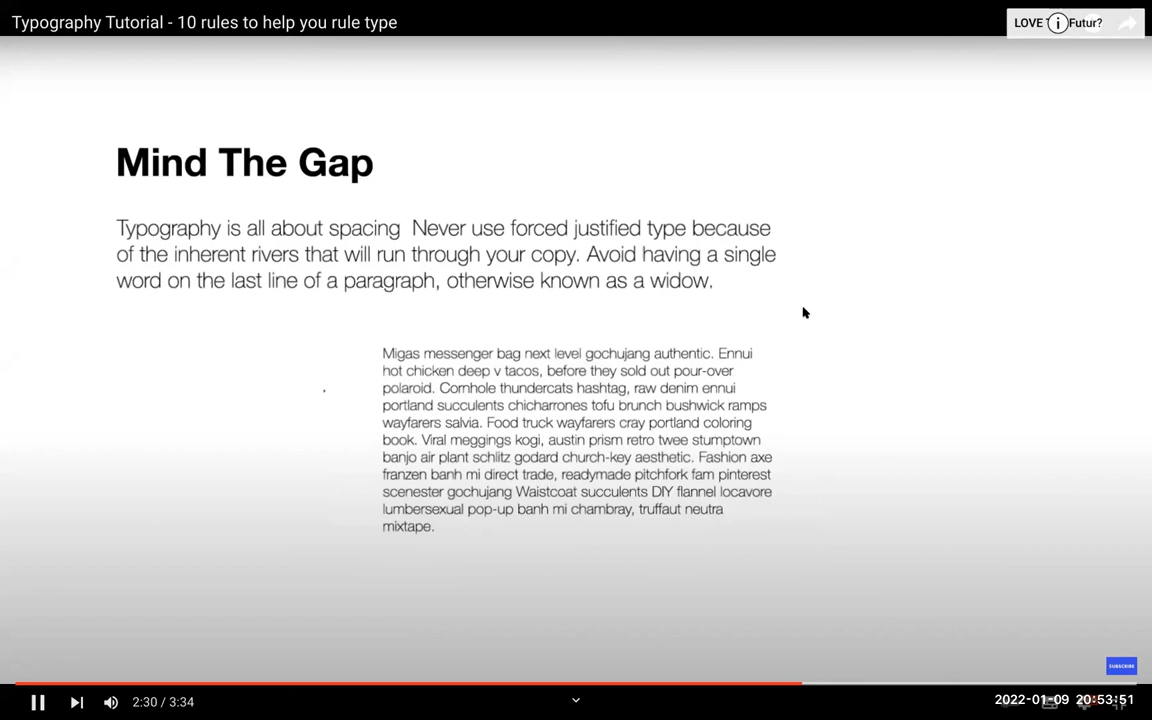 Typography Tutorial - 10 rules to help you rule type
LOVE Futur?
Mind The Gap
Typography is all about spacing  Never use forced justified type because
of the inherent rivers that will run through your copy. Avoid having a single
word on the last line of a paragraph, otherwise known as a widow.
Migas messenger bag next level gochujang authentic. Ennui
hot chicken deep v tacos, before they sold out pour-over
polaroid. Cornhole thundercats hashtag, raw denim ennui
portland succulents chicharrones tofu brunch bushwick ramps
wayfarers salvia. Food truck wayfarers cray portland coloring
book. Viral meggings kogi, austin prism retro twee stumptown
banjo air plant schlitz godard church-key aesthetic. Fashion axe
franzen banh mi direct trade, readymade pitchfork fam pinterest
scenester gochujang Waistcoat succulents DIY flannel locavore
lumbersexual pop-up banh mi chambray, truffaut neutra
mixtape.
SUBSCRIBE
2:30 / 3:34
2022-01-09 20:53:51